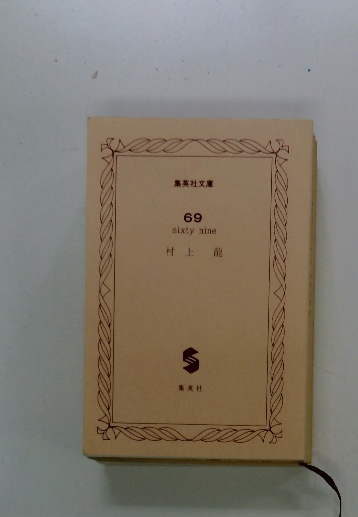 集英社文庫
69
sixty nine
村上 龍
集英社